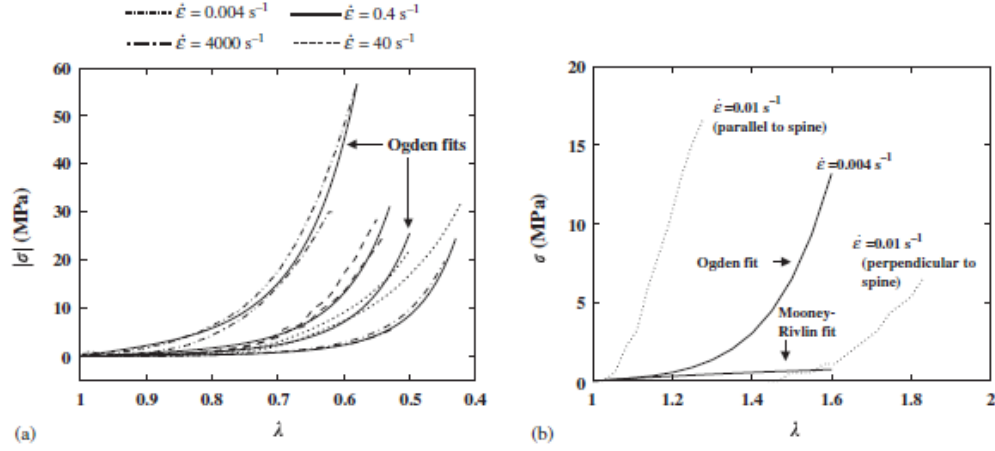 ε̇ = 0.004 s⁻¹ ε̇ = 0.4 s⁻¹
ε̇ = 4000 s⁻¹ ε̇ = 40 s⁻¹
60
50
40
30
20
10
0
|σ| (MPa)
Ogden fits
1 0.9 0.8 0.7 0.6 0.5 0.4
(a) λ
20
15
10
5
0
σ (MPa)
ε̇ =0.01 s⁻¹
(parallel to spine)
ε̇ =0.004 s⁻¹
ε̇ =0.01 s⁻¹
(perpendicular to
spine)
Ogden fit
Mooney-
Rivlin fit
1 1.2 1.4 1.6 1.8 2
(b) λ